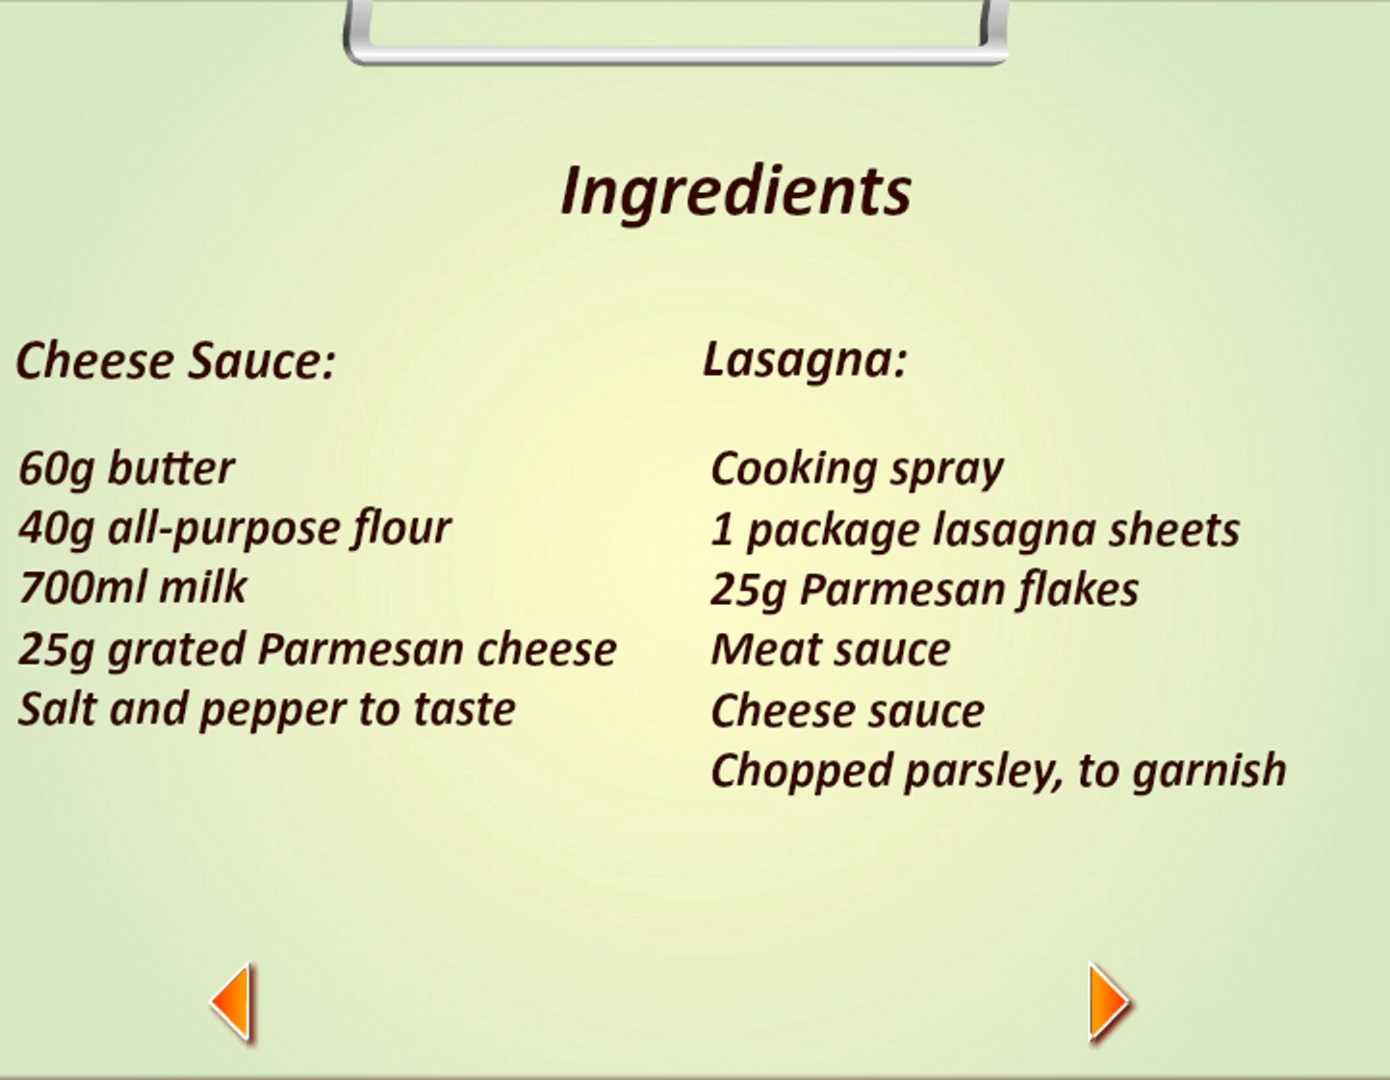 Ingredients
Cheese Sauce:
60g butter
40g all-purpose flour
700ml milk
25g grated Parmesan cheese
Salt and pepper to taste
Lasagna:
Cooking spray
1 package lasagna sheets
25g Parmesan flakes
Meat sauce
Cheese sauce
Chopped parsley, to garnish